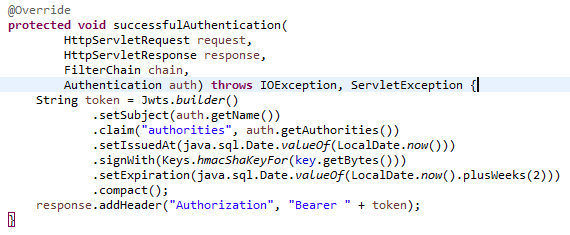 @Override
protected void successfulAuthentication(
        HttpServletRequest request,
        HttpServletResponse response,
        FilterChain chain,
        Authentication auth) throws IOException, ServletException {
    String token = Jwts.builder()
            .setSubject(auth.getName())
            .claim("authorities", auth.getAuthorities())
            .setIssuedAt(java.sql.Date.valueOf(LocalDate.now()))
            .signWith(Keys.hmacShaKeyFor(key.getBytes()))
            .setExpiration(java.sql.Date.valueOf(LocalDate.now().plusWeeks(2)))
            .compact();
    response.addHeader("Authorization", "Bearer " + token);
}